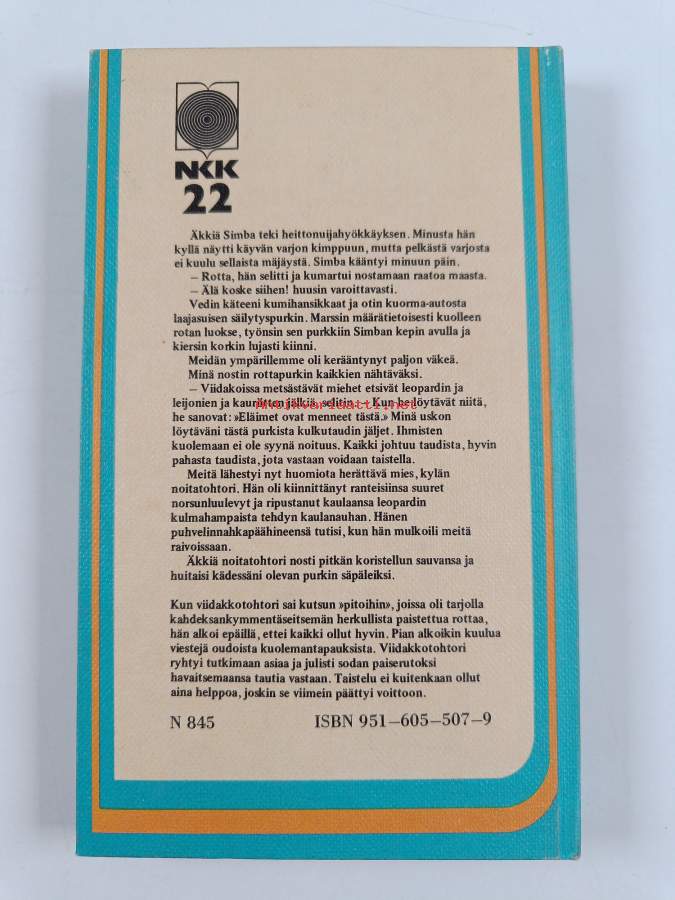 NKK
22
Äkkiä Simba teki heittonuijahyökkäyksen. Minusta hän
kyllä näytti käyvän varjon kimppuun, mutta pelkästä varjosta
ei kuulu sellaista mäjäystä. Simba kääntyi minuun päin.
– Rotta, hän selitti ja kumartui nostamaan raatoa maasta.
– Älä koske siihen! huusin varoittavasti.
Vedin käteeni kumihansikkaat ja otin kuorma-autosta
laajasuisen säilytyspurkin. Marssin määrätietoisesti kuolleen
rotan luokse, työnsin sen purkkiin Simban kepin avulla ja
kiersin korkin lujasti kiinni.
Meidän ympärillemme oli kerääntynyt paljon väkeä.
Minä nostin rottapurkin kaikkien nähtäväksi.
– Viidakoissa metsästävät miehet etsivät leopardin ja
leijonien ja kauriitten jälkiä, selitin. – Kun he löytävät niitä,
Antikvariaatti.net
he sanovat: »Eläimet ovat menneet tästä.» Minä uskon
löytäväni tästä purkista kulkutaudin jäljet. Ihmisten
kuolemaan ei ole syynä noituus. Kaikki johtuu taudista, hyvin
pahasta taudista, jota vastaan voidaan taistella.
Meitä lähestyi nyt huomiota herättävä mies, kylän
noitatohtori. Hän oli kiinnittänyt ranteisiinsa suuret
norsunluulevyt ja ripustanut kaulaansa leopardin
kulmahampaista tehdyn kaulanauhan. Hänen
puhvelinnahkapäähineensä tutisi, kun hän mulkoili meitä
raivoissaan.
Äkkiä noitatohtori nosti pitkän koristellun sauvansa ja
huitaisi kädessäni olevan purkin säpäleiksi.
Kun viidakkotohtori sai kutsun »pitoihin», joissa oli tarjolla
kahdeksankymmentäseitsemän herkullista paistettua rottaa,
hän alkoi epäillä, ettei kaikki ollut hyvin. Pian alkoikin kuulua
viestejä oudoista kuolemantapauksista. Viidakkotohtori
ryhtyi tutkimaan asiaa ja julisti sodan paiserutoksi
havaitsemaansa tautia vastaan. Taistelu ei kuitenkaan ollut
aina helppoa, joskin se viimein päättyi voittoon.
N 845 ISBN 951–605–507–9